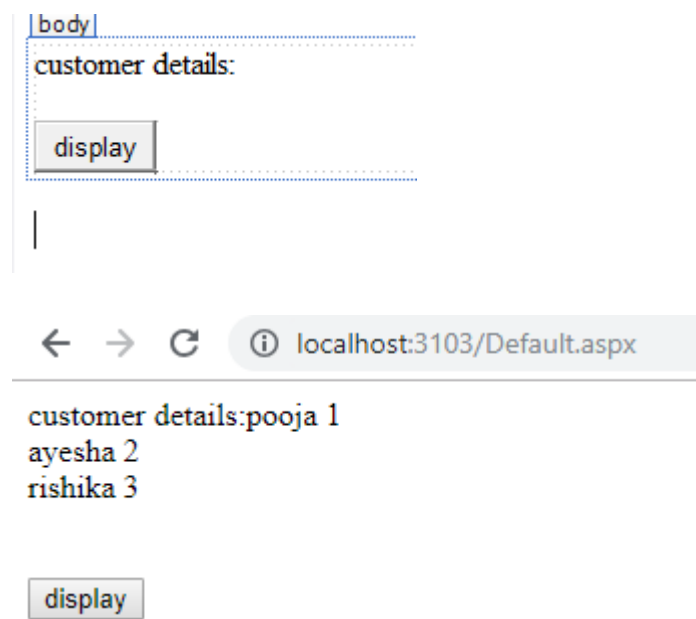 body
customer details:
display
localhost:3103/Default.aspx
customer details:pooja 1
ayesha 2
rishika 3
display